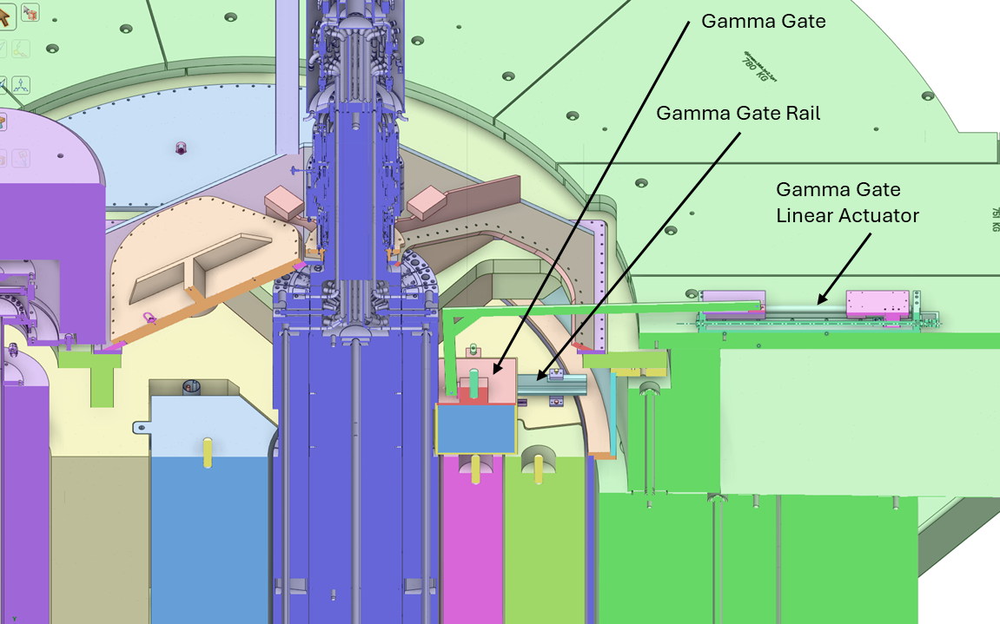 Gamma Gate
780 KG
Gamma Gate Rail
Gamma Gate
Linear Actuator
751 KG
Y